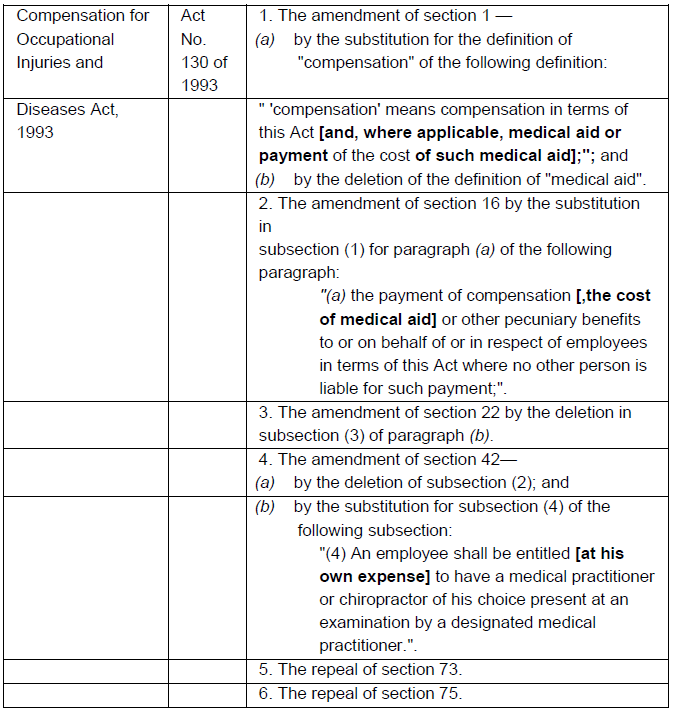 Compensation for
Occupational
Injuries and
Act
No.
130 of
1993
1. The amendment of section 1 —
(a) by the substitution for the definition of
"compensation" of the following definition:
Diseases Act,
1993
" 'compensation' means compensation in terms of
this Act [and, where applicable, medical aid or
payment of the cost of such medical aid];"; and
(b) by the deletion of the definition of "medical aid".
2. The amendment of section 16 by the substitution
in
subsection (1) for paragraph (a) of the following
paragraph:
"(a) the payment of compensation [,the cost
of medical aid] or other pecuniary benefits
to or on behalf of or in respect of employees
in terms of this Act where no other person is
liable for such payment;".
3. The amendment of section 22 by the deletion in
subsection (3) of paragraph (b).
4. The amendment of section 42—
(a) by the deletion of subsection (2); and
(b) by the substitution for subsection (4) of the
following subsection:
"(4) An employee shall be entitled [at his
own expense] to have a medical practitioner
or chiropractor of his choice present at an
examination by a designated medical
practitioner.".
5. The repeal of section 73.
6. The repeal of section 75.